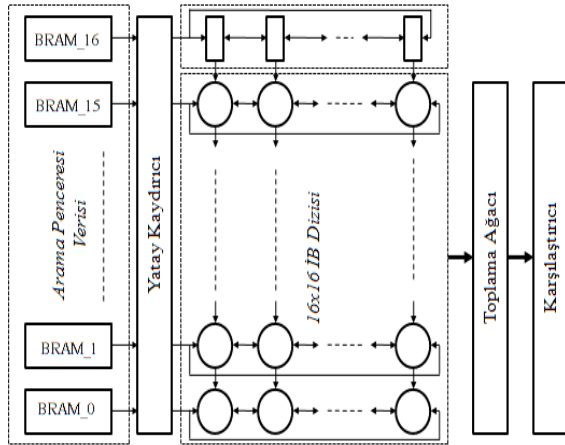 BRAM_16
BRAM_15
Arama Penceresi
Verisi
BRAM_1
BRAM_0
Yatay Kaydırıcı
16x16 İB Dizisi
Toplama Ağacı
Karşılaştırıcı